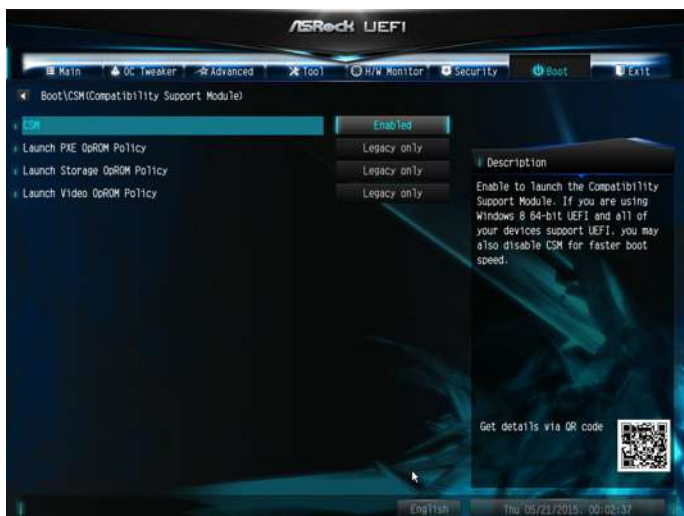 ASRock UEFI
Main OC Tweaker Advanced Tool H/W Monitor Security Boot Exit
Boot\CSM(Compatibility Support Module)
CSM Enabled
Launch PXE OpROM Policy Legacy only
Launch Storage OpROM Policy Legacy only
Launch Video OpROM Policy Legacy only
Description
Enable to launch the Compatibility
Support Module. If you are using
Windows 8 64-bit UEFI and all of
your devices support UEFI, you may
also disable CSM for faster boot
speed.
Get details via QR code
English Thu 05/21/2015, 00:02:37